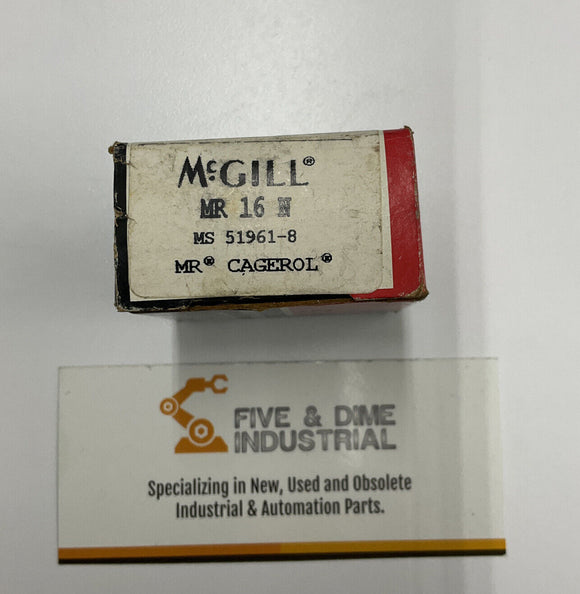 McGILL®
MR 16 N
MS 51961-8
MR® CAGEROL®
FIVE & DIME
INDUSTRIAL
Specializing in New, Used and Obsolete
Industrial & Automation Parts.